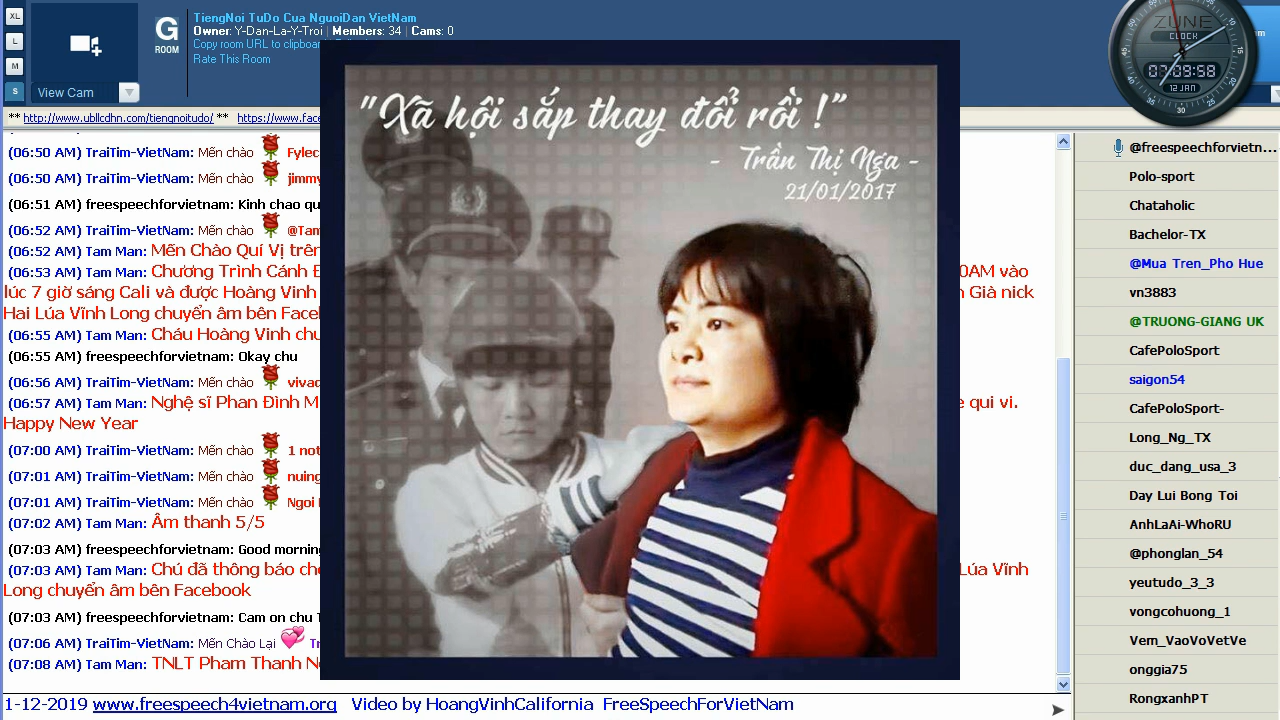 XL
L
M
S
View Cam
G
ROOM
TiengNoi TuDo Cua NguoiDan VietNam
Owner: Y-Dan-La-Y-Troi | Members: 34 | Cams: 0
Copy room URL to clipboard
Rate This Room
ZUNE
CLOCK
07:09:58
12 JAN
** http://www.ubllcdhn.com/tiengnoitudo/ ** https://www.face
(06:50 AM) TraiTim-VietNam: Mến chào Fylec
(06:50 AM) TraiTim-VietNam: Mến chào jimmy
(06:51 AM) freespeechforvietnam: Kinh chao qu
(06:52 AM) TraiTim-VietNam: Mến chào @Tam
(06:52 AM) Tam Man: Mến Chào Quí Vị trên
(06:53 AM) Tam Man: Chương Trình Cánh Đ 0AM vào
lúc 7 giờ sáng Cali và được Hoàng Vinh n Già nick
Hai Lúa Vĩnh Long chuyển âm bên Faceb
(06:55 AM) Tam Man: Cháu Hoàng Vinh chu
(06:55 AM) freespeechforvietnam: Okay chu
(06:56 AM) TraiTim-VietNam: Mến chào vivac
(06:57 AM) Tam Man: Nghệ sĩ Phan Đình M e qui vi.
Happy New Year
(07:00 AM) TraiTim-VietNam: Mến chào 1 not
(07:01 AM) TraiTim-VietNam: Mến chào nuing
(07:01 AM) TraiTim-VietNam: Mến chào Ngoi
(07:02 AM) Tam Man: Âm thanh 5/5
(07:03 AM) freespeechforvietnam: Good morning
(07:03 AM) Tam Man: Chú đã thông báo cho Lúa Vĩnh
Long chuyển âm bên Facebook
(07:03 AM) freespeechforvietnam: Cam on chu T
(07:06 AM) TraiTim-VietNam: Mến Chào Lại Tr
(07:08 AM) Tam Man: TNLT Pham Thanh N
"Xã hội sắp thay đổi rồi !"
- Trần Thị Nga -
21/01/2017
@freespeechforvietn...
Polo-sport
Chataholic
Bachelor-TX
@Mua Tren_Pho Hue
vn3883
@TRUONG-GIANG UK
CafePoloSport
saigon54
CafePoloSport-
Long_Ng_TX
duc_dang_usa_3
Day Lui Bong Toi
AnhLaAi-WhoRU
@phonglan_54
yeutudo_3_3
vongcohuong_1
Vem_VaoVoVetVe
onggia75
RongxanhPT
1-12-2019 www.freespeech4vietnam.org Video by HoangVinhCalifornia FreeSpeechForVietNam